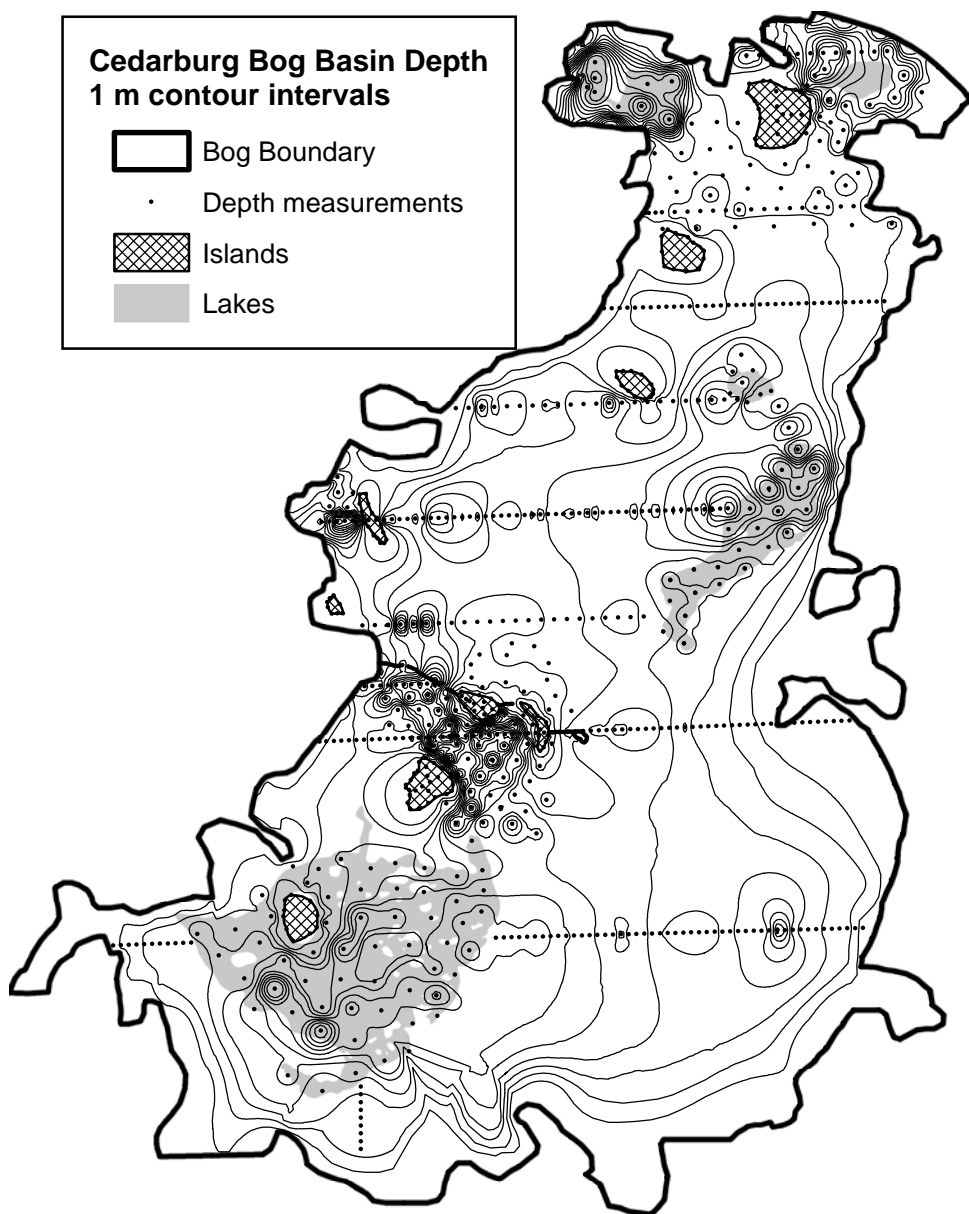 Cedarburg Bog Basin Depth
1 m contour intervals
Bog Boundary
Depth measurements
Islands
Lakes